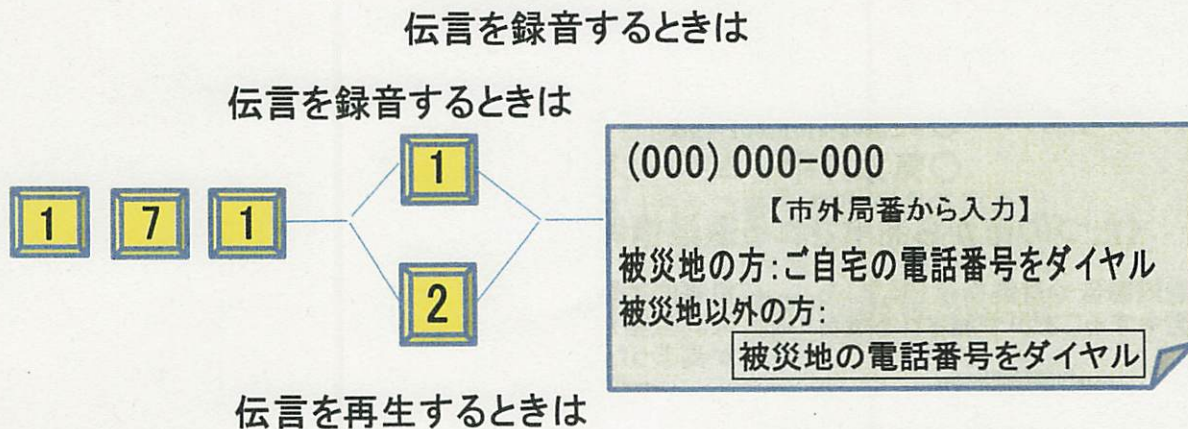 伝言を録音するときは
伝言を録音するときは
1
1 7 1
2
(000) 000-000
【市外局番から入力】
被災地の方:ご自宅の電話番号をダイヤル
被災地以外の方:
被災地の電話番号をダイヤル
伝言を再生するときは